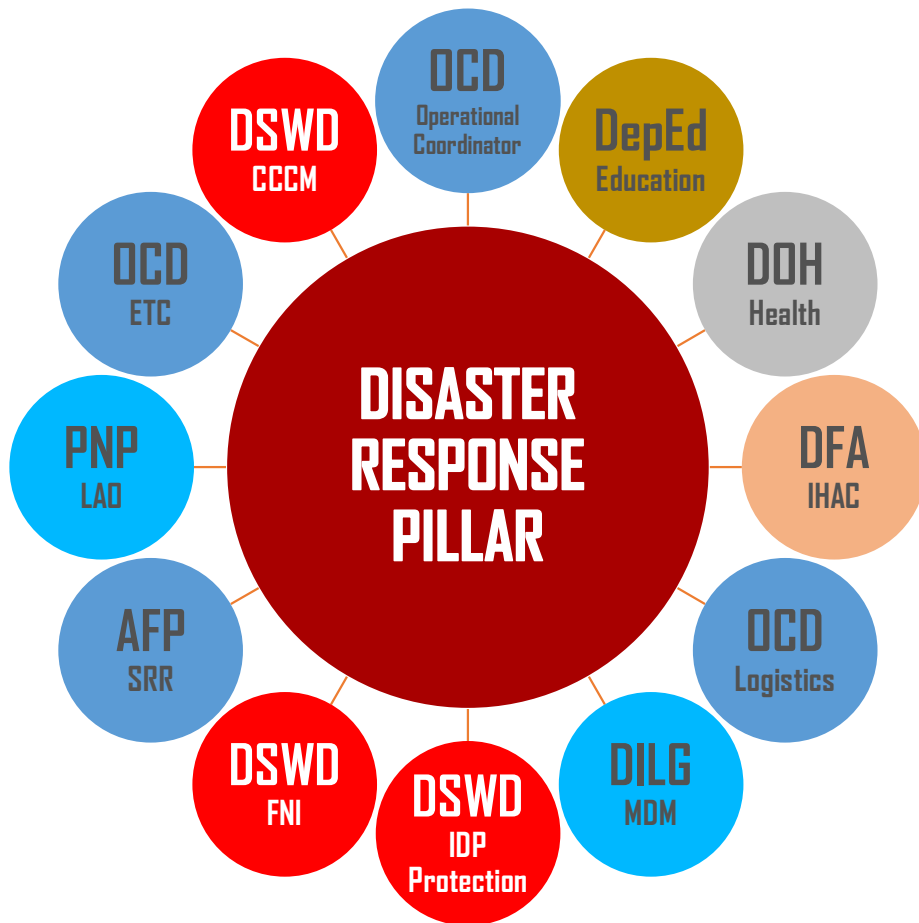 OCD
Operational
Coordinator
DepEd
Education
DOH
Health
DFA
IHAC
OCD
Logistics
DILG
MDM
DSWD
IDP
Protection
DSWD
FNI
AFP
SRR
PNP
LAO
OCD
ETC
DSWD
CCCM
DISASTER
RESPONSE
PILLAR